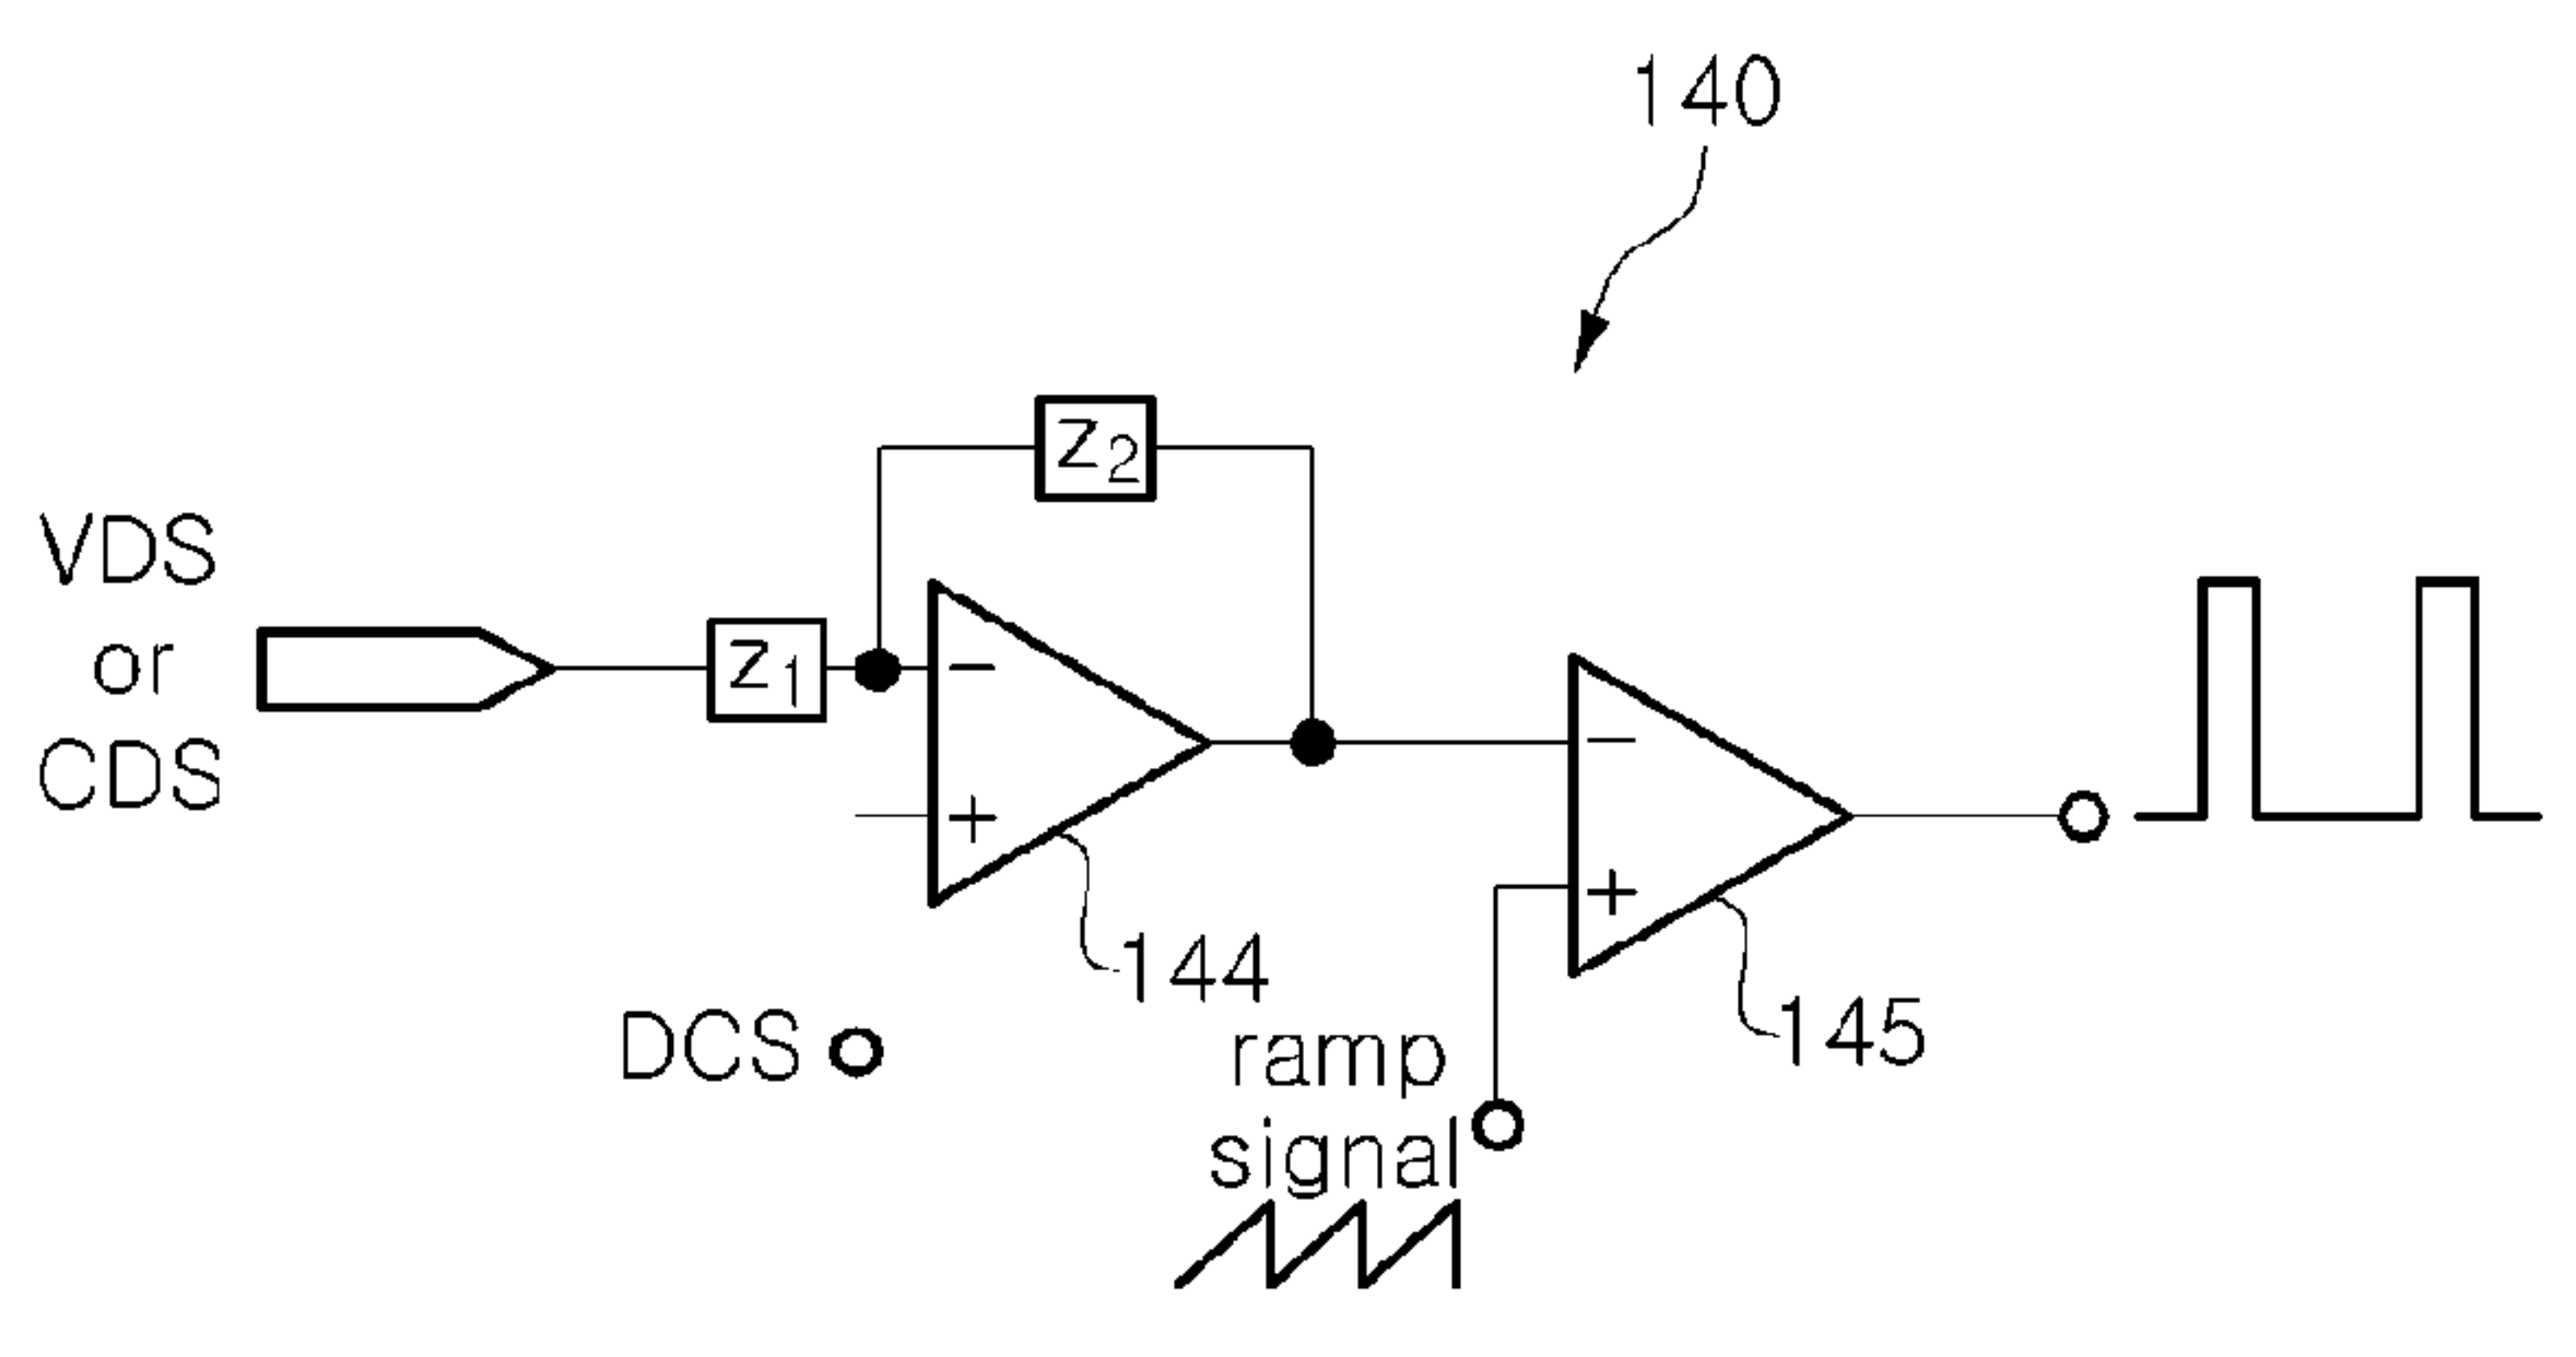 140
Z2
VDS
or
CDS
Z1
−
+
−
+
144
145
DCS
ramp
signal